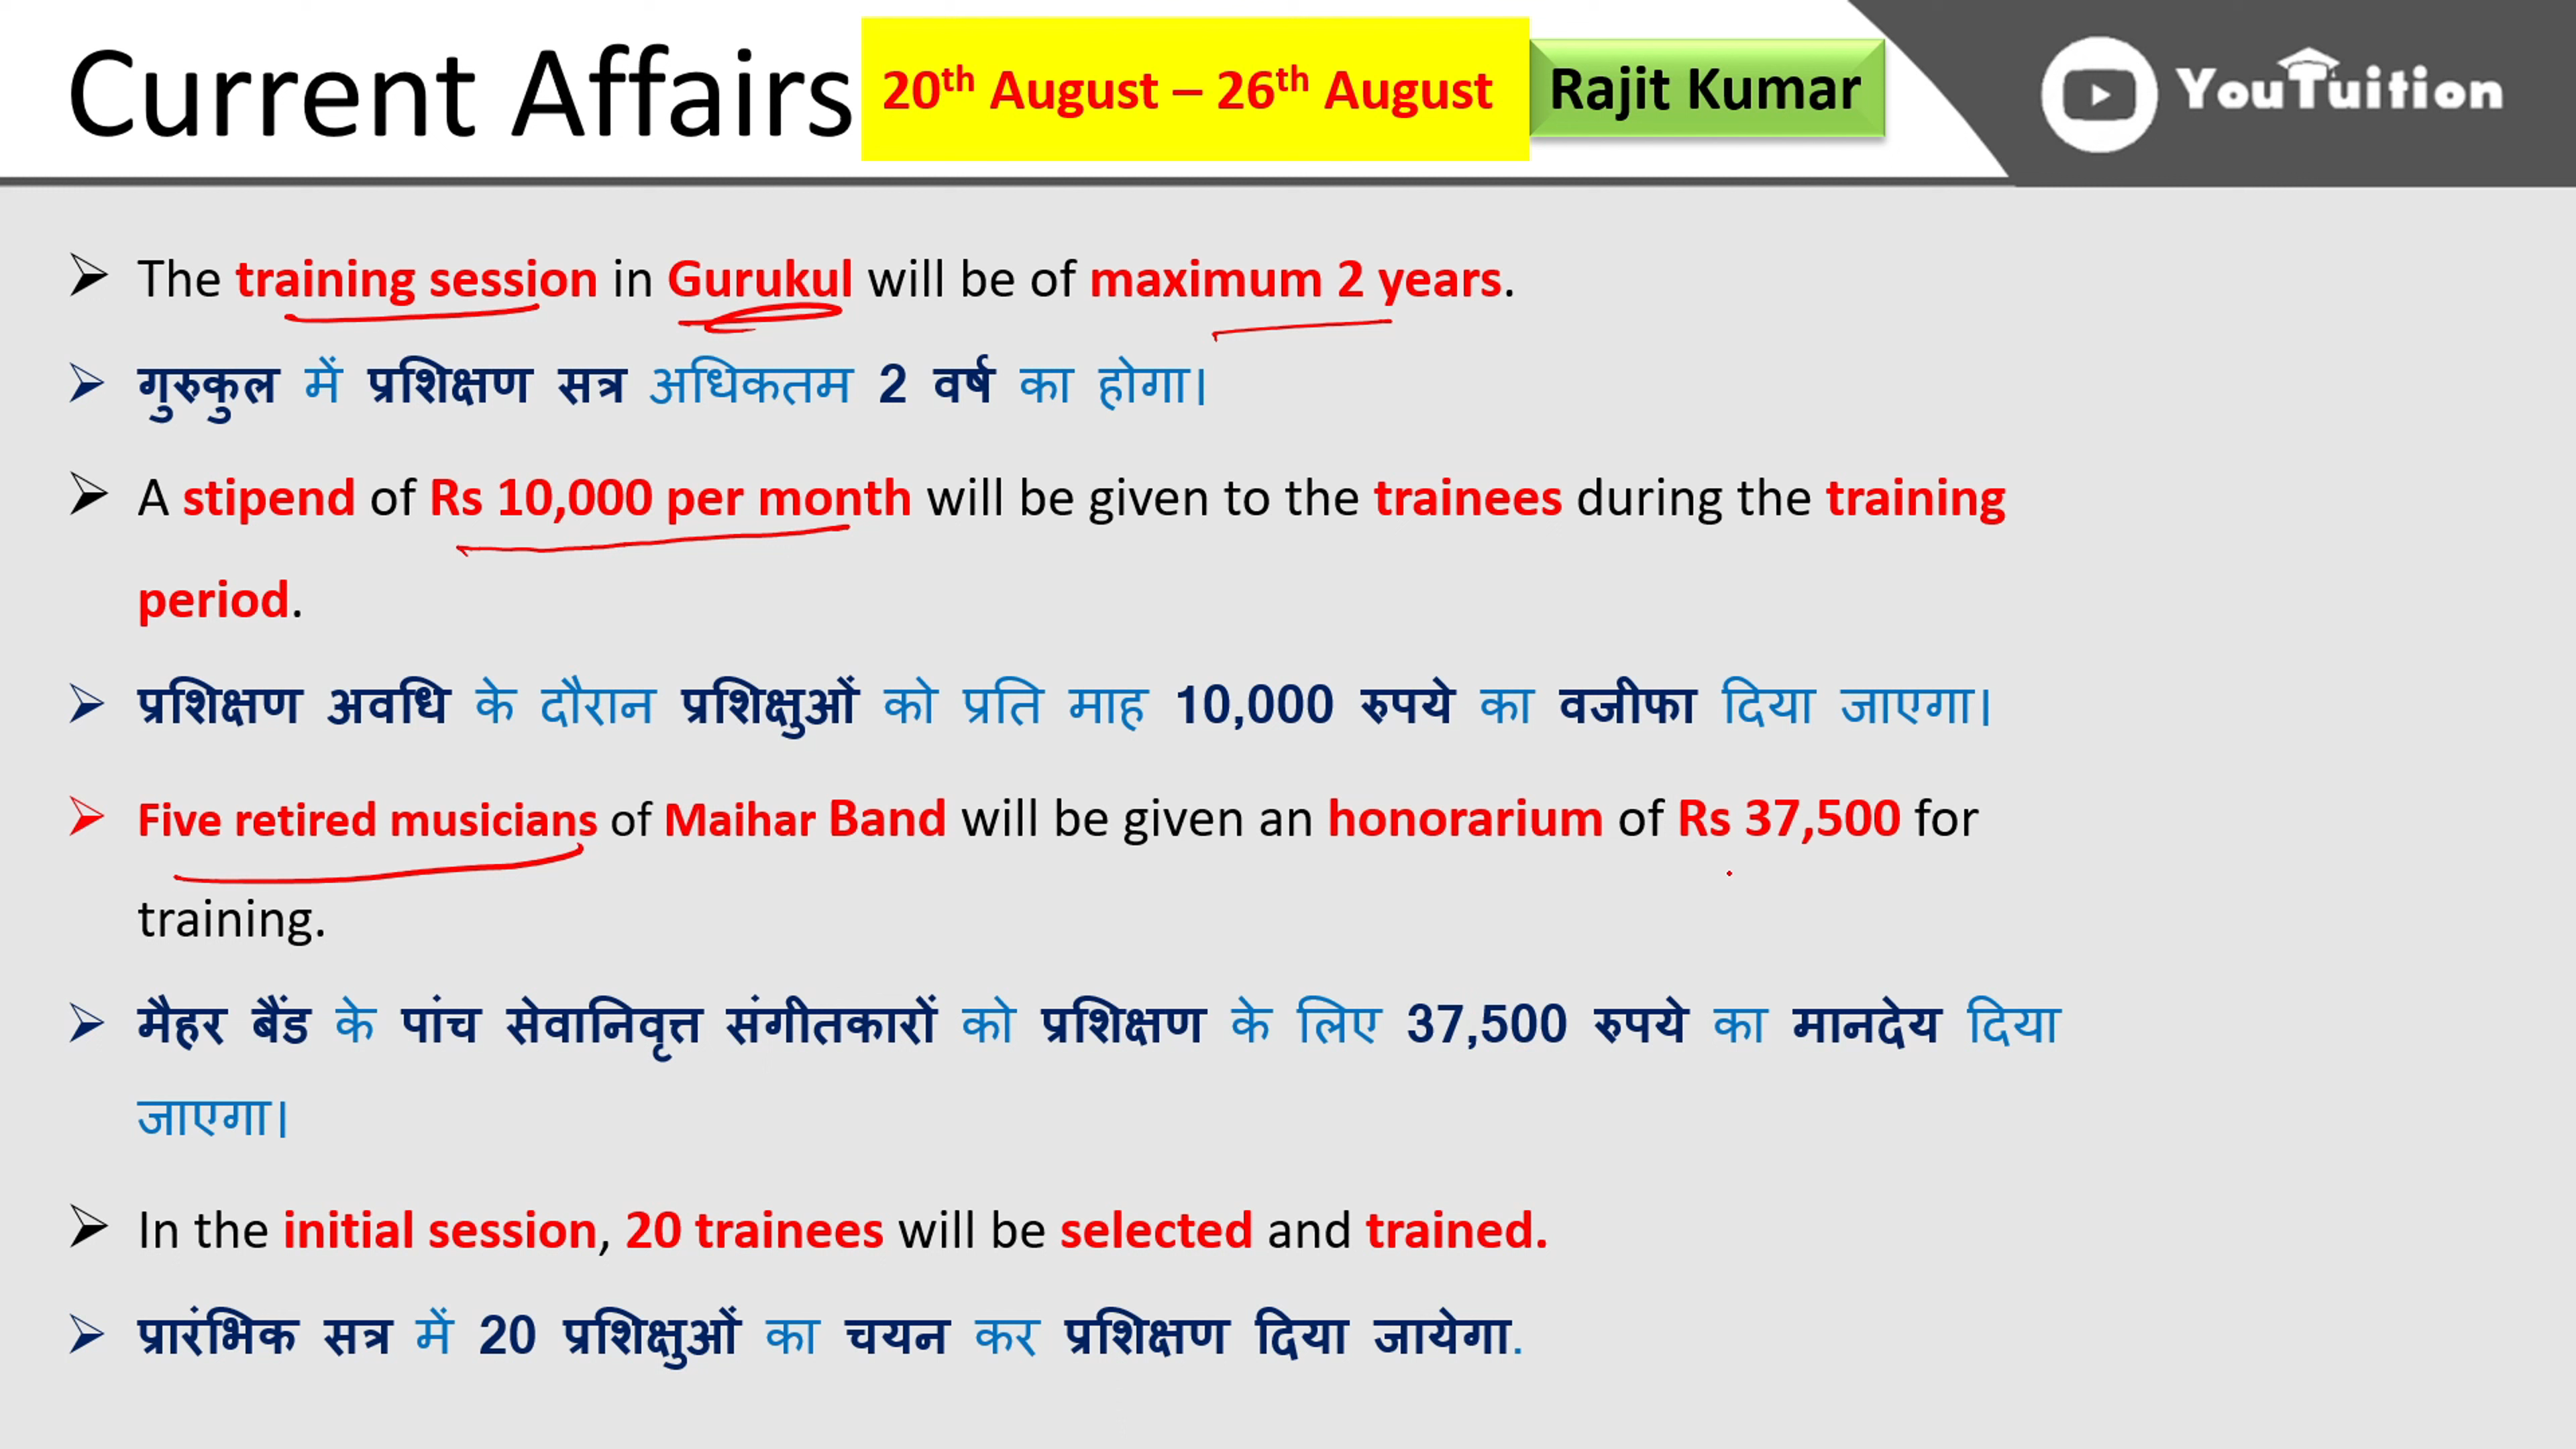 Current Affairs 20th August – 26th August Rajit Kumar YouTuition
➢ The training session in Gurukul will be of maximum 2 years.
➢ गुरुकुल में प्रशिक्षण सत्र अधिकतम 2 वर्ष का होगा।
➢ A stipend of Rs 10,000 per month will be given to the trainees during the training
period.
➢ प्रशिक्षण अवधि के दौरान प्रशिक्षुओं को प्रति माह 10,000 रुपये का वजीफा दिया जाएगा।
➢ Five retired musicians of Maihar Band will be given an honorarium of Rs 37,500 for
training.
➢ मैहर बैंड के पांच सेवानिवृत्त संगीतकारों को प्रशिक्षण के लिए 37,500 रुपये का मानदेय दिया
जाएगा।
➢ In the initial session, 20 trainees will be selected and trained.
➢ प्रारंभिक सत्र में 20 प्रशिक्षुओं का चयन कर प्रशिक्षण दिया जायेगा.